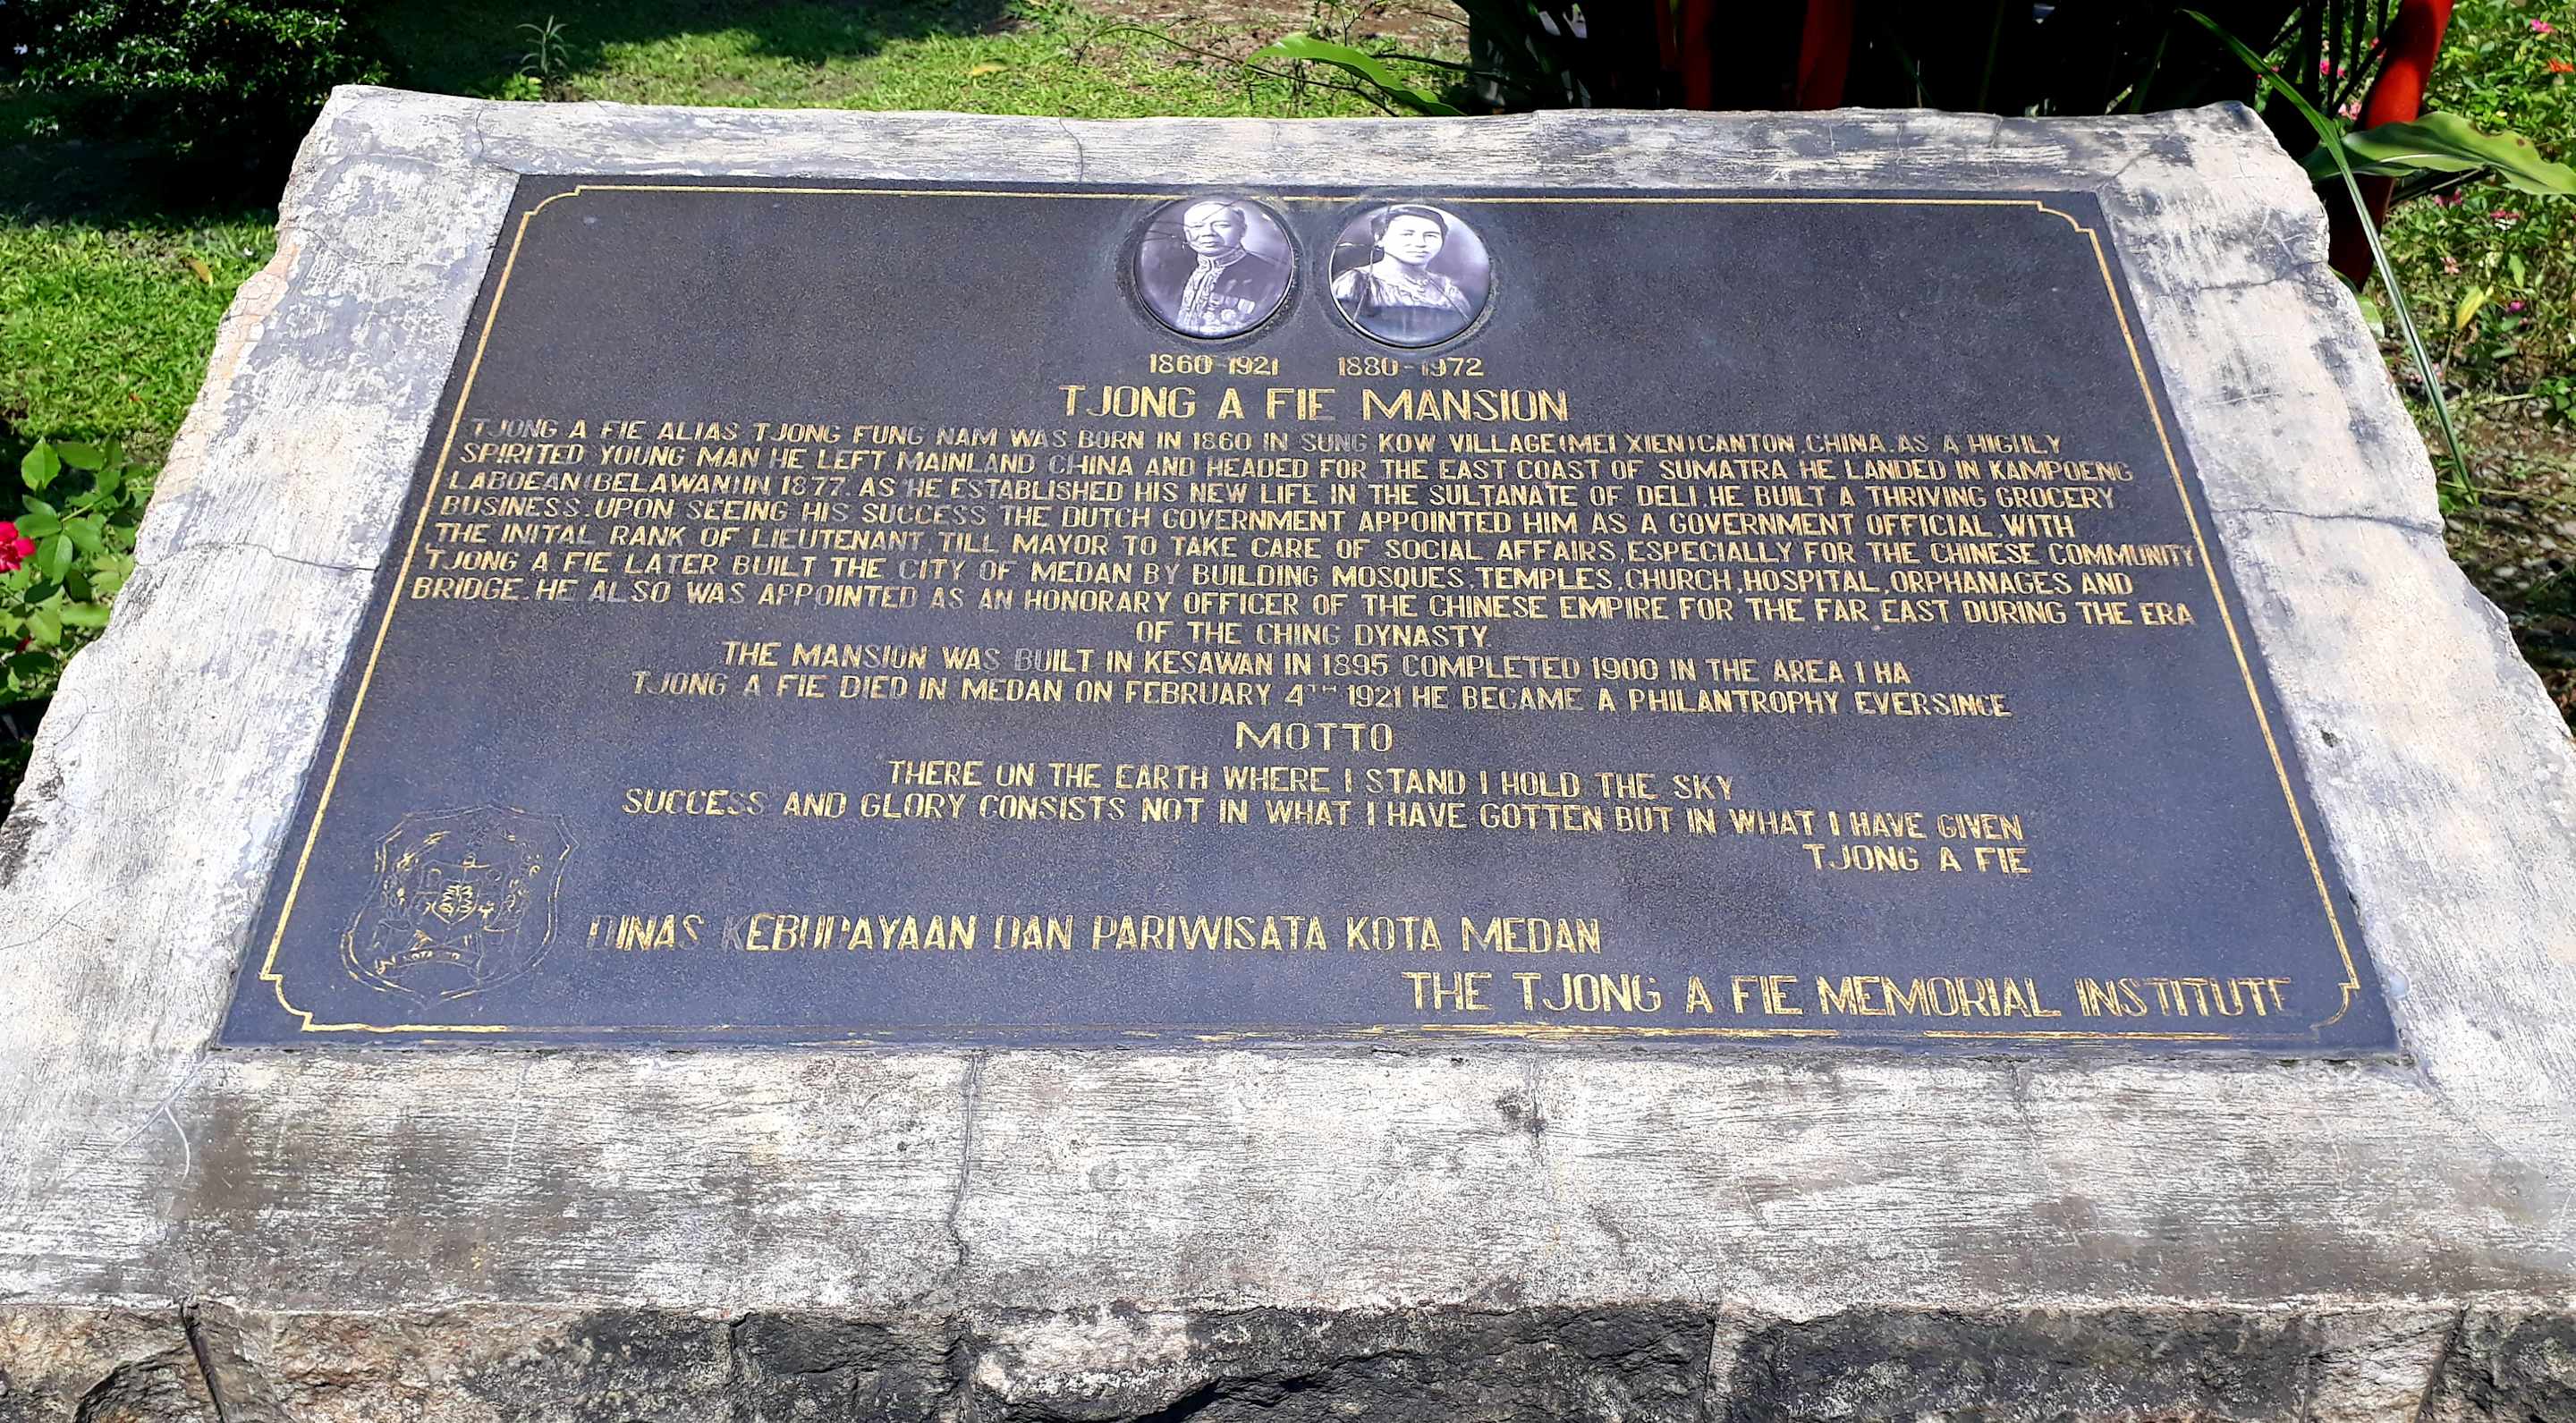 1860-1921 1880-1972
TJONG A FIE MANSION
TJONG A FIE ALIAS TJONG FUNG NAM WAS BORN IN 1860 IN SUNG KOW VILLAGE (MEI XIEN) CANTON, CHINA. AS A HIGHLY
SPIRITED YOUNG MAN HE LEFT MAINLAND CHINA AND HEADED FOR THE EAST COAST OF SUMATRA. HE LANDED IN KAMPOENG
LABOEAN (BELAWAN) IN 1877. AS HE ESTABLISHED HIS NEW LIFE IN THE SULTANATE OF DELI. HE BUILT A THRIVING GROCERY
BUSINESS. UPON SEEING HIS SUCCESS THE DUTCH GOVERNMENT APPOINTED HIM AS A GOVERNMENT OFFICIAL, WITH
THE INITAL RANK OF LIEUTENANT, TILL MAYOR TO TAKE CARE OF SOCIAL AFFAIRS, ESPECIALLY FOR THE CHINESE COMMUNITY
TJONG A FIE LATER BUILT THE CITY OF MEDAN BY BUILDING MOSQUES, TEMPLES, CHURCH, HOSPITAL, ORPHANAGES AND
BRIDGE. HE ALSO WAS APPOINTED AS AN HONORARY OFFICER OF THE CHINESE EMPIRE FOR THE FAR EAST DURING THE ERA
OF THE CHING DYNASTY.
THE MANSION WAS BUILT IN KESAWAN IN 1895 COMPLETED 1900 IN THE AREA 1 HA
TJONG A FIE DIED IN MEDAN ON FEBRUARY 4TH 1921 HE BECAME A PHILANTROPHY EVERSINCE
MOTTO
THERE ON THE EARTH WHERE I STAND I HOLD THE SKY
SUCCESS AND GLORY CONSISTS NOT IN WHAT I HAVE GOTTEN BUT IN WHAT I HAVE GIVEN
TJONG A FIE
DINAS KEBUDAYAAN DAN PARIWISATA KOTA MEDAN
THE TJONG A FIE MEMORIAL INSTITUTE